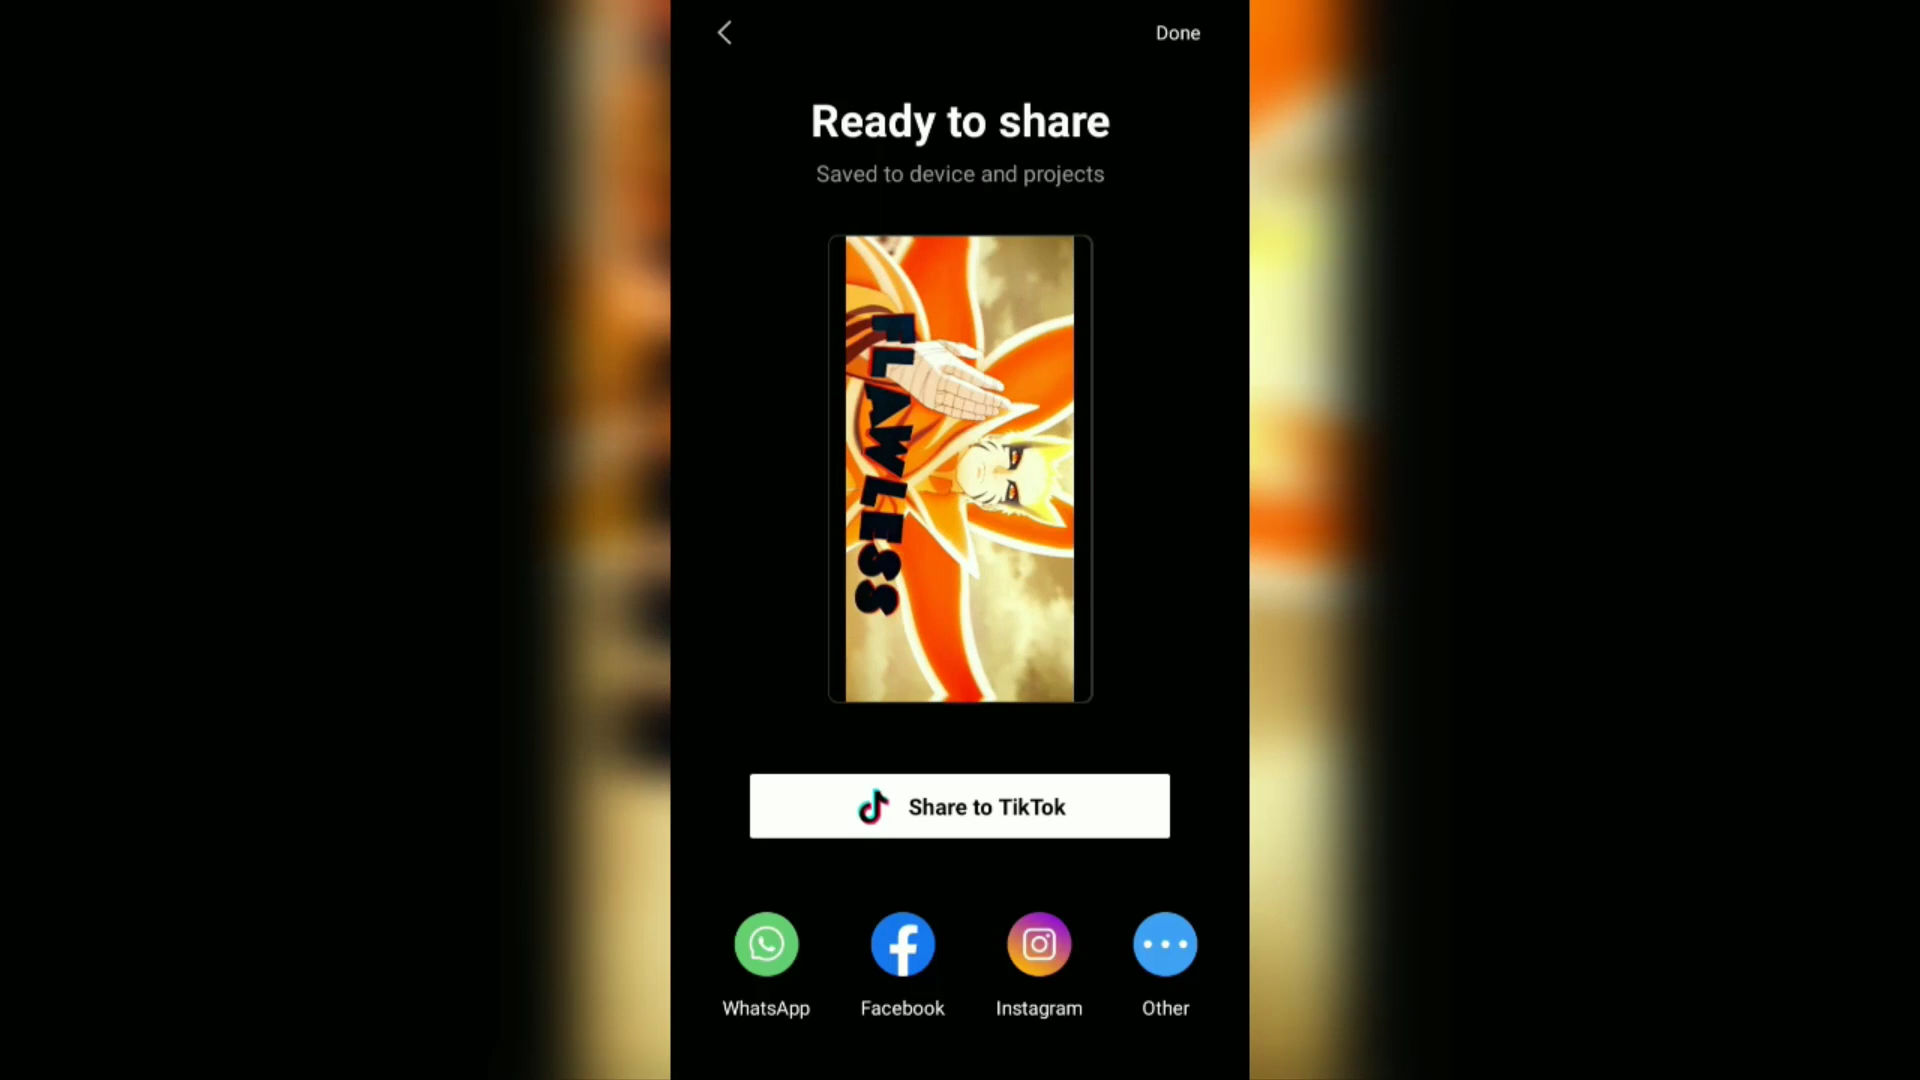 Done
Ready to share
Saved to device and projects
FLAWLESS
Share to TikTok
WhatsApp
Facebook
Instagram
Other